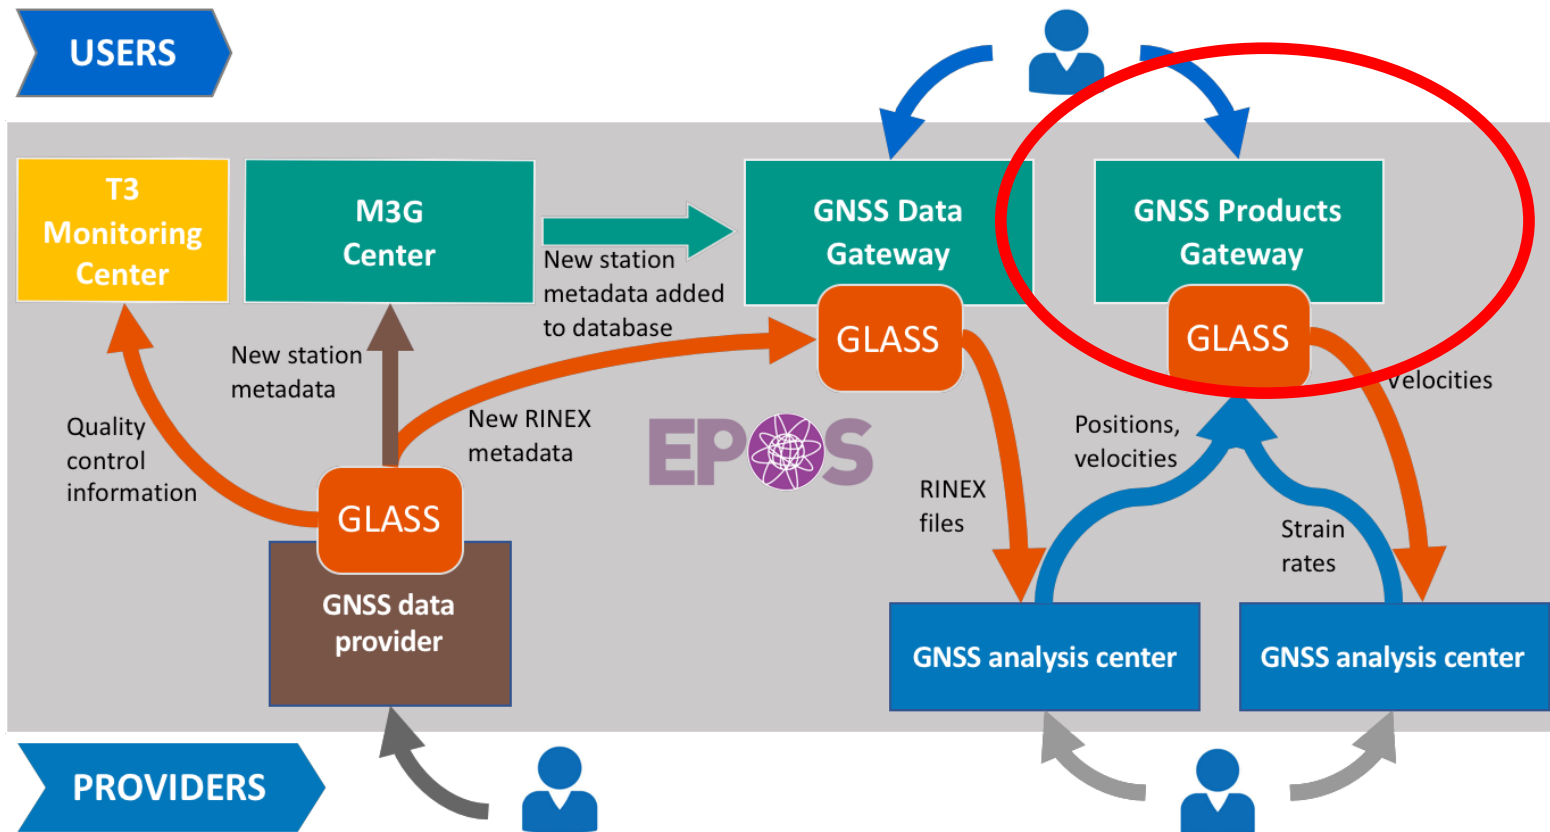 USERS
T3
Monitoring
Center
M3G
Center
New station
metadata added
to database
GNSS Data
Gateway
GNSS Products
Gateway
GLASS
GLASS
New station
metadata
Velocities
Quality
control
information
New RINEX
metadata
EPOS
Positions,
velocities
RINEX
files
Strain
rates
GLASS
GNSS data
provider
GNSS analysis center
GNSS analysis center
PROVIDERS